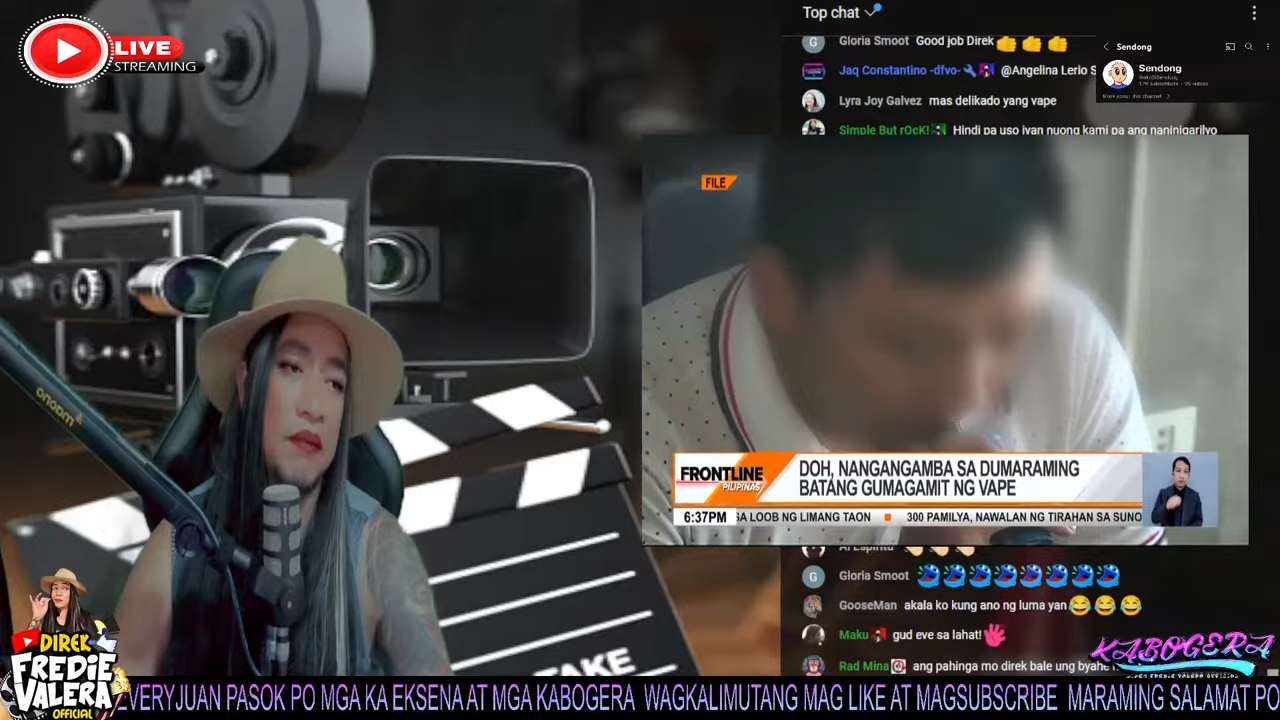 LIVE
STREAMING
Top chat
Gloria Smoot Good job Direk
Jaq Constantino -dfvo- @Angelina Lerio S
Lyra Joy Galvez mas delikado yang vape
Simple But rOcK! Hindi pa uso iyan nuong kami pa ang naninigarilyo
Sendong
Sendong
FILE
FRONTLINE
PILIPINAS
DOH, NANGANGAMBA SA DUMARAMING
BATANG GUMAGAMIT NG VAPE
6:37PM SA LOOB NG LIMANG TAON 300 PAMILYA, NAWALAN NG TIRAHAN SA SUNO
maono
Al Espiritu
Gloria Smoot
GooseMan akala ko kung ano ng luma yan
Maku gud eve sa lahat!
Rad Mina ang pahinga mo direk bale ung byahe
TAKE
KABOGERA
DIREK
FREDIE
VALERA
OFFICIAL
VERYJUAN PASOK PO MGA KA EKSENA AT MGA KABOGERA WAGKALIMUTANG MAG LIKE AT MAGSUBSCRIBE MARAMING SALAMAT PO